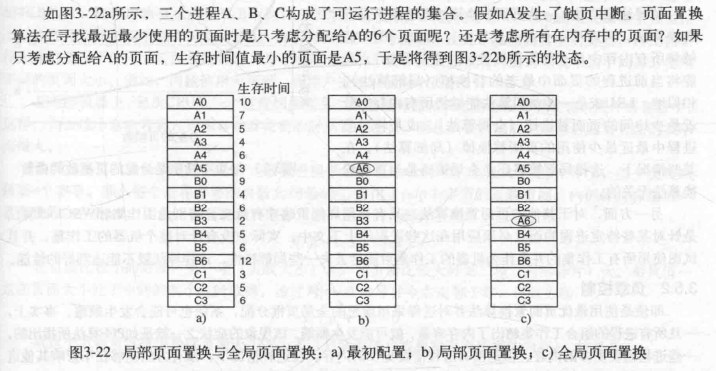 如图3-22a所示，三个进程A、B、C构成了可运行进程的集合。假如A发生了缺页中断，页面置换
算法在寻找最近最少使用的页面时是只考虑分配给A的6个页面呢？还是考虑所有在内存中的页面？如果
只考虑分配给A的页面，生存时间值最小的页面是A5，于是将得到图3-22b所示的状态。
生存时间
A0 10 A0 A0
A1 7 A1 A1
A2 5 A2 A2
A3 4 A3 A3
A4 6 A4 A4
A5 3 A6 A5
B0 9 B0 B0
B1 4 B1 B1
B2 6 B2 B2
B3 2 B3 A6
B4 5 B4 B4
B5 6 B5 B5
B6 12 B6 B6
C1 3 C1 C1
C2 5 C2 C2
C3 6 C3 C3
a) b) c)
图3-22 局部页面置换与全局页面置换：a) 最初配置；b) 局部页面置换；c) 全局页面置换